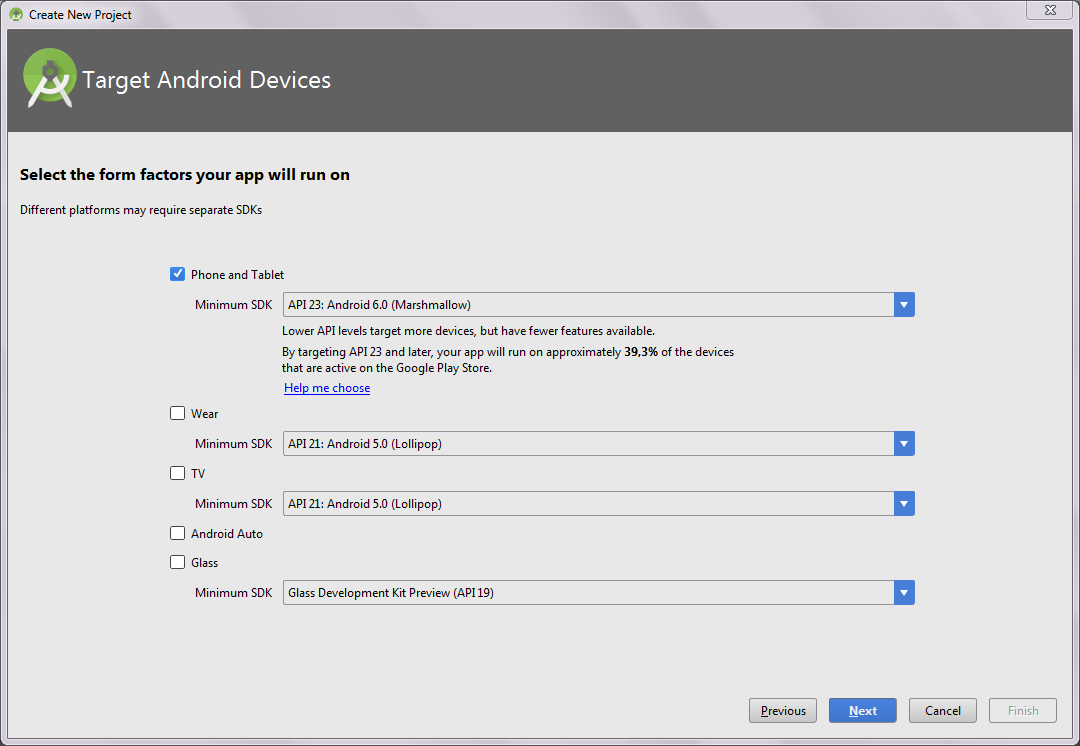 Create New Project
Target Android Devices
Select the form factors your app will run on
Different platforms may require separate SDKs
Phone and Tablet
Minimum SDK API 23: Android 6.0 (Marshmallow)
Lower API levels target more devices, but have fewer features available.
By targeting API 23 and later, your app will run on approximately 39,3% of the devices
that are active on the Google Play Store.
Help me choose
Wear
Minimum SDK API 21: Android 5.0 (Lollipop)
TV
Minimum SDK API 21: Android 5.0 (Lollipop)
Android Auto
Glass
Minimum SDK Glass Development Kit Preview (API 19)
Previous Next Cancel Finish